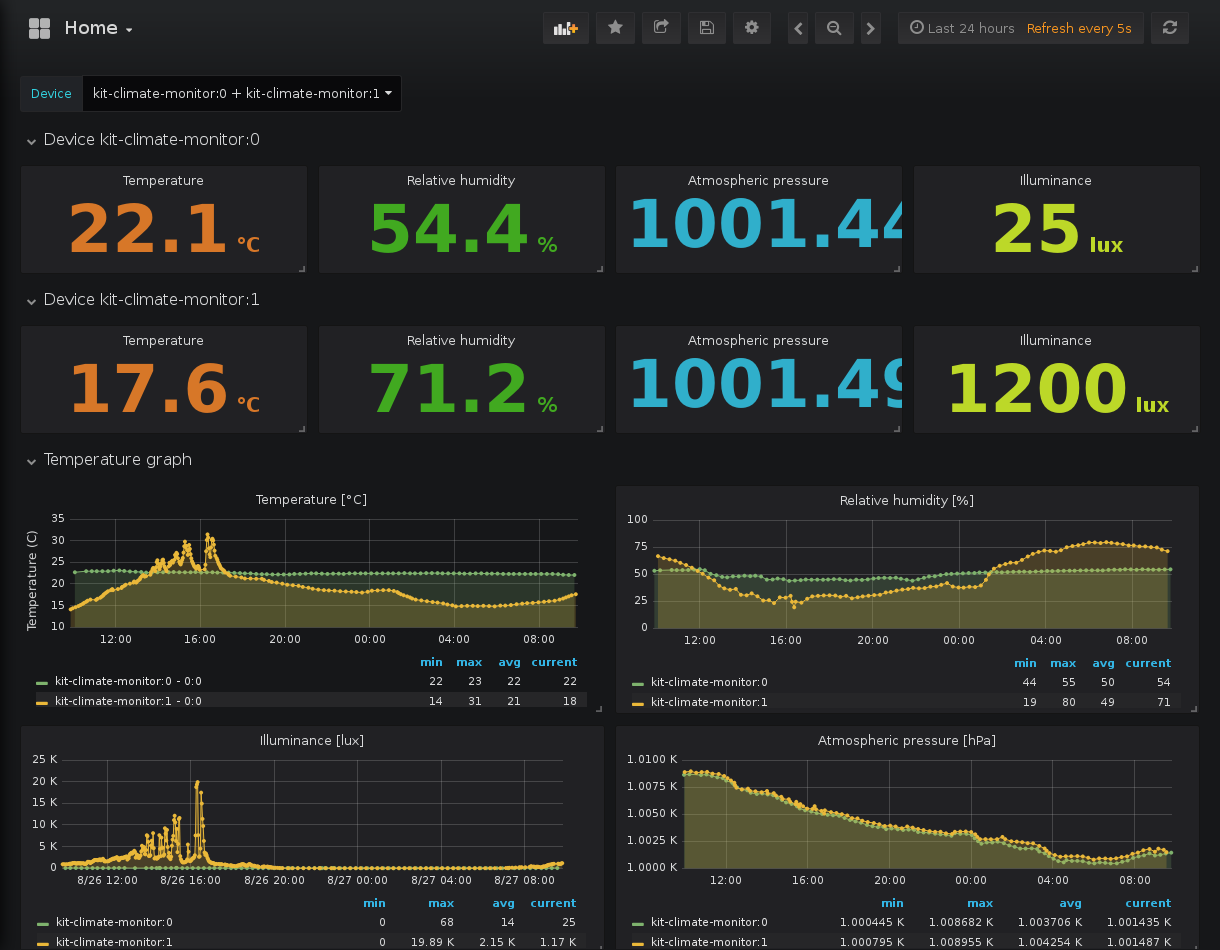 Home
Last 24 hours Refresh every 5s
Device kit-climate-monitor:0 + kit-climate-monitor:1
Device kit-climate-monitor:0
Temperature Relative humidity Atmospheric pressure Illuminance
22.1 °C 54.4 % 1001.44 25 lux
Device kit-climate-monitor:1
Temperature Relative humidity Atmospheric pressure Illuminance
17.6 °C 71.2 % 1001.49 1200 lux
Temperature graph
Temperature [°C]
Temperature (C)
35
30
25
20
15
10
12:00 16:00 20:00 00:00 04:00 08:00
min max avg current
kit-climate-monitor:0 - 0:0 22 23 22 22
kit-climate-monitor:1 - 0:0 14 31 21 18
Relative humidity [%]
100
75
50
25
0
12:00 16:00 20:00 00:00 04:00 08:00
min max avg current
kit-climate-monitor:0 44 55 50 54
kit-climate-monitor:1 19 80 49 71
Illuminance [lux]
25 K
20 K
15 K
10 K
5 K
0
8/26 12:00 8/26 16:00 8/26 20:00 8/27 00:00 8/27 04:00 8/27 08:00
min max avg current
kit-climate-monitor:0 0 68 14 25
kit-climate-monitor:1 0 19.89 K 2.15 K 1.17 K
Atmospheric pressure [hPa]
1.0100 K
1.0075 K
1.0050 K
1.0025 K
1.0000 K
12:00 16:00 20:00 00:00 04:00 08:00
min max avg current
kit-climate-monitor:0 1.000445 K 1.008682 K 1.003706 K 1.001435 K
kit-climate-monitor:1 1.000795 K 1.008955 K 1.004254 K 1.001487 K